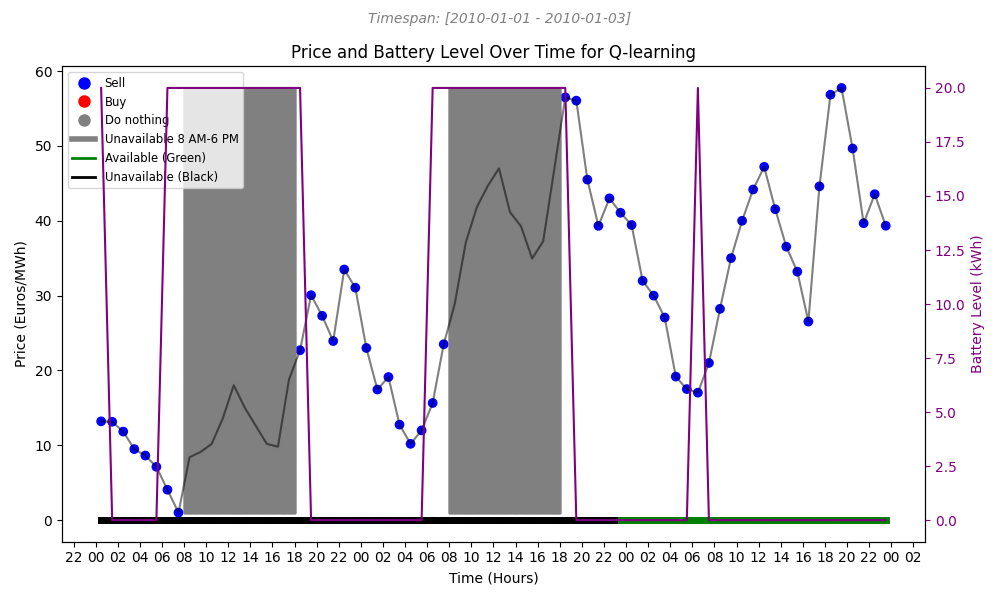 Timespan: [2010-01-01 - 2010-01-03]
Price and Battery Level Over Time for Q-learning
Sell
Buy
Do nothing
Unavailable 8 AM-6 PM
Available (Green)
Unavailable (Black)
Price (Euros/MWh)
60
50
40
30
20
10
0
20.0
17.5
15.0
12.5
10.0
7.5
5.0
2.5
0.0
Battery Level (kWh)
22 00 02 04 06 08 10 12 14 16 18 20 22 00 02 04 06 08 10 12 14 16 18 20 22 00 02 04 06 08 10 12 14 16 18 20 22 00 02
Time (Hours)